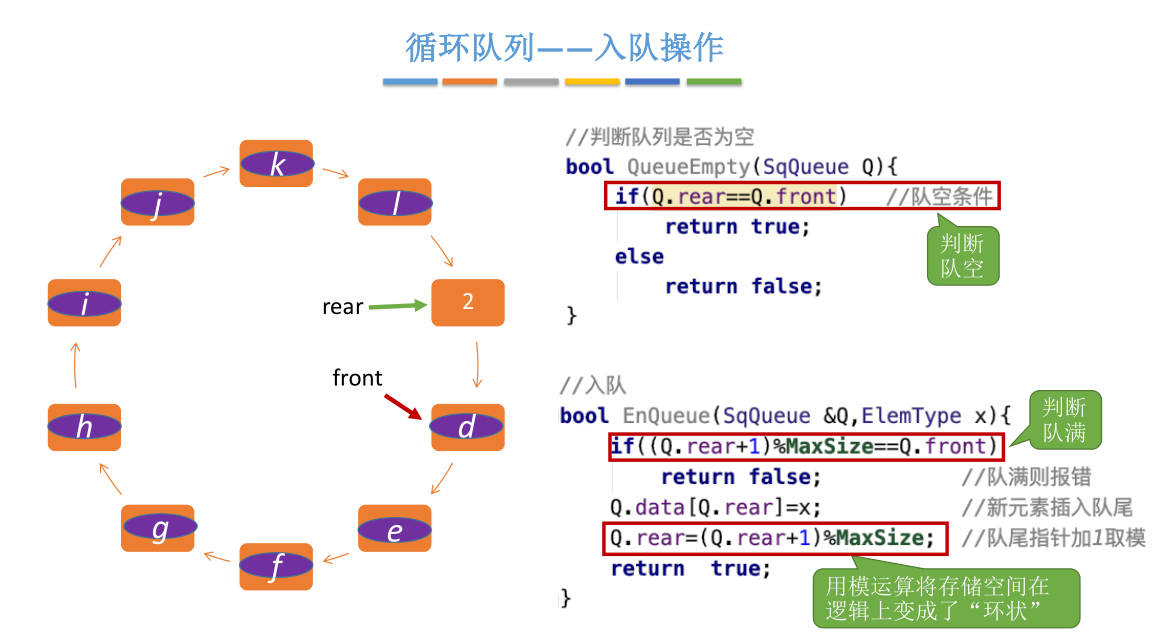 循环队列——入队操作
k
j
l
i
2
rear
front
h
d
g
e
f
//判断队列是否为空
bool QueueEmpty(SqQueue Q){
if(Q.rear==Q.front) //队空条件
return true;
else
return false;
}
判断
队空
//入队
bool EnQueue(SqQueue &Q,ElemType x){
if((Q.rear+1)%MaxSize==Q.front)
return false; //队满则报错
Q.data[Q.rear]=x; //新元素插入队尾
Q.rear=(Q.rear+1)%MaxSize; //队尾指针加1取模
return true;
}
判断
队满
用模运算将存储空间在
逻辑上变成了“环状”